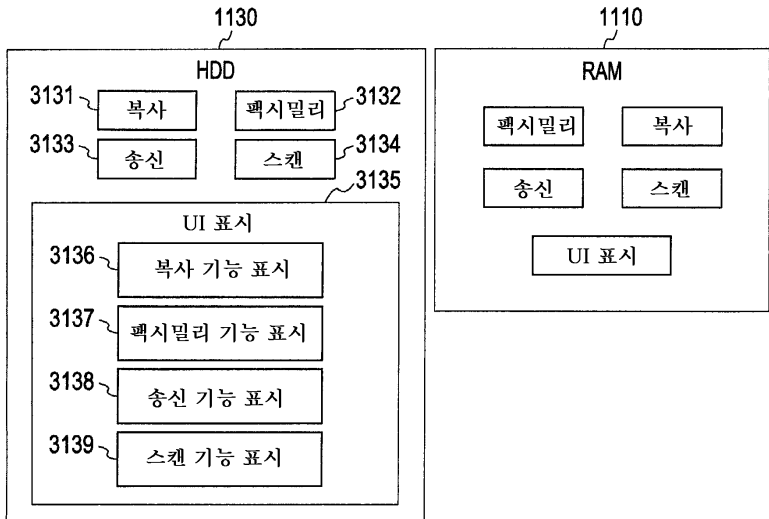 1130
HDD
3131
복사
팩시밀리
3132
3133
송신
스캔
3134
3135
UI 표시
3136
복사 기능 표시
3137
팩시밀리 기능 표시
3138
송신 기능 표시
3139
스캔 기능 표시
1110
RAM
팩시밀리
복사
송신
스캔
UI 표시